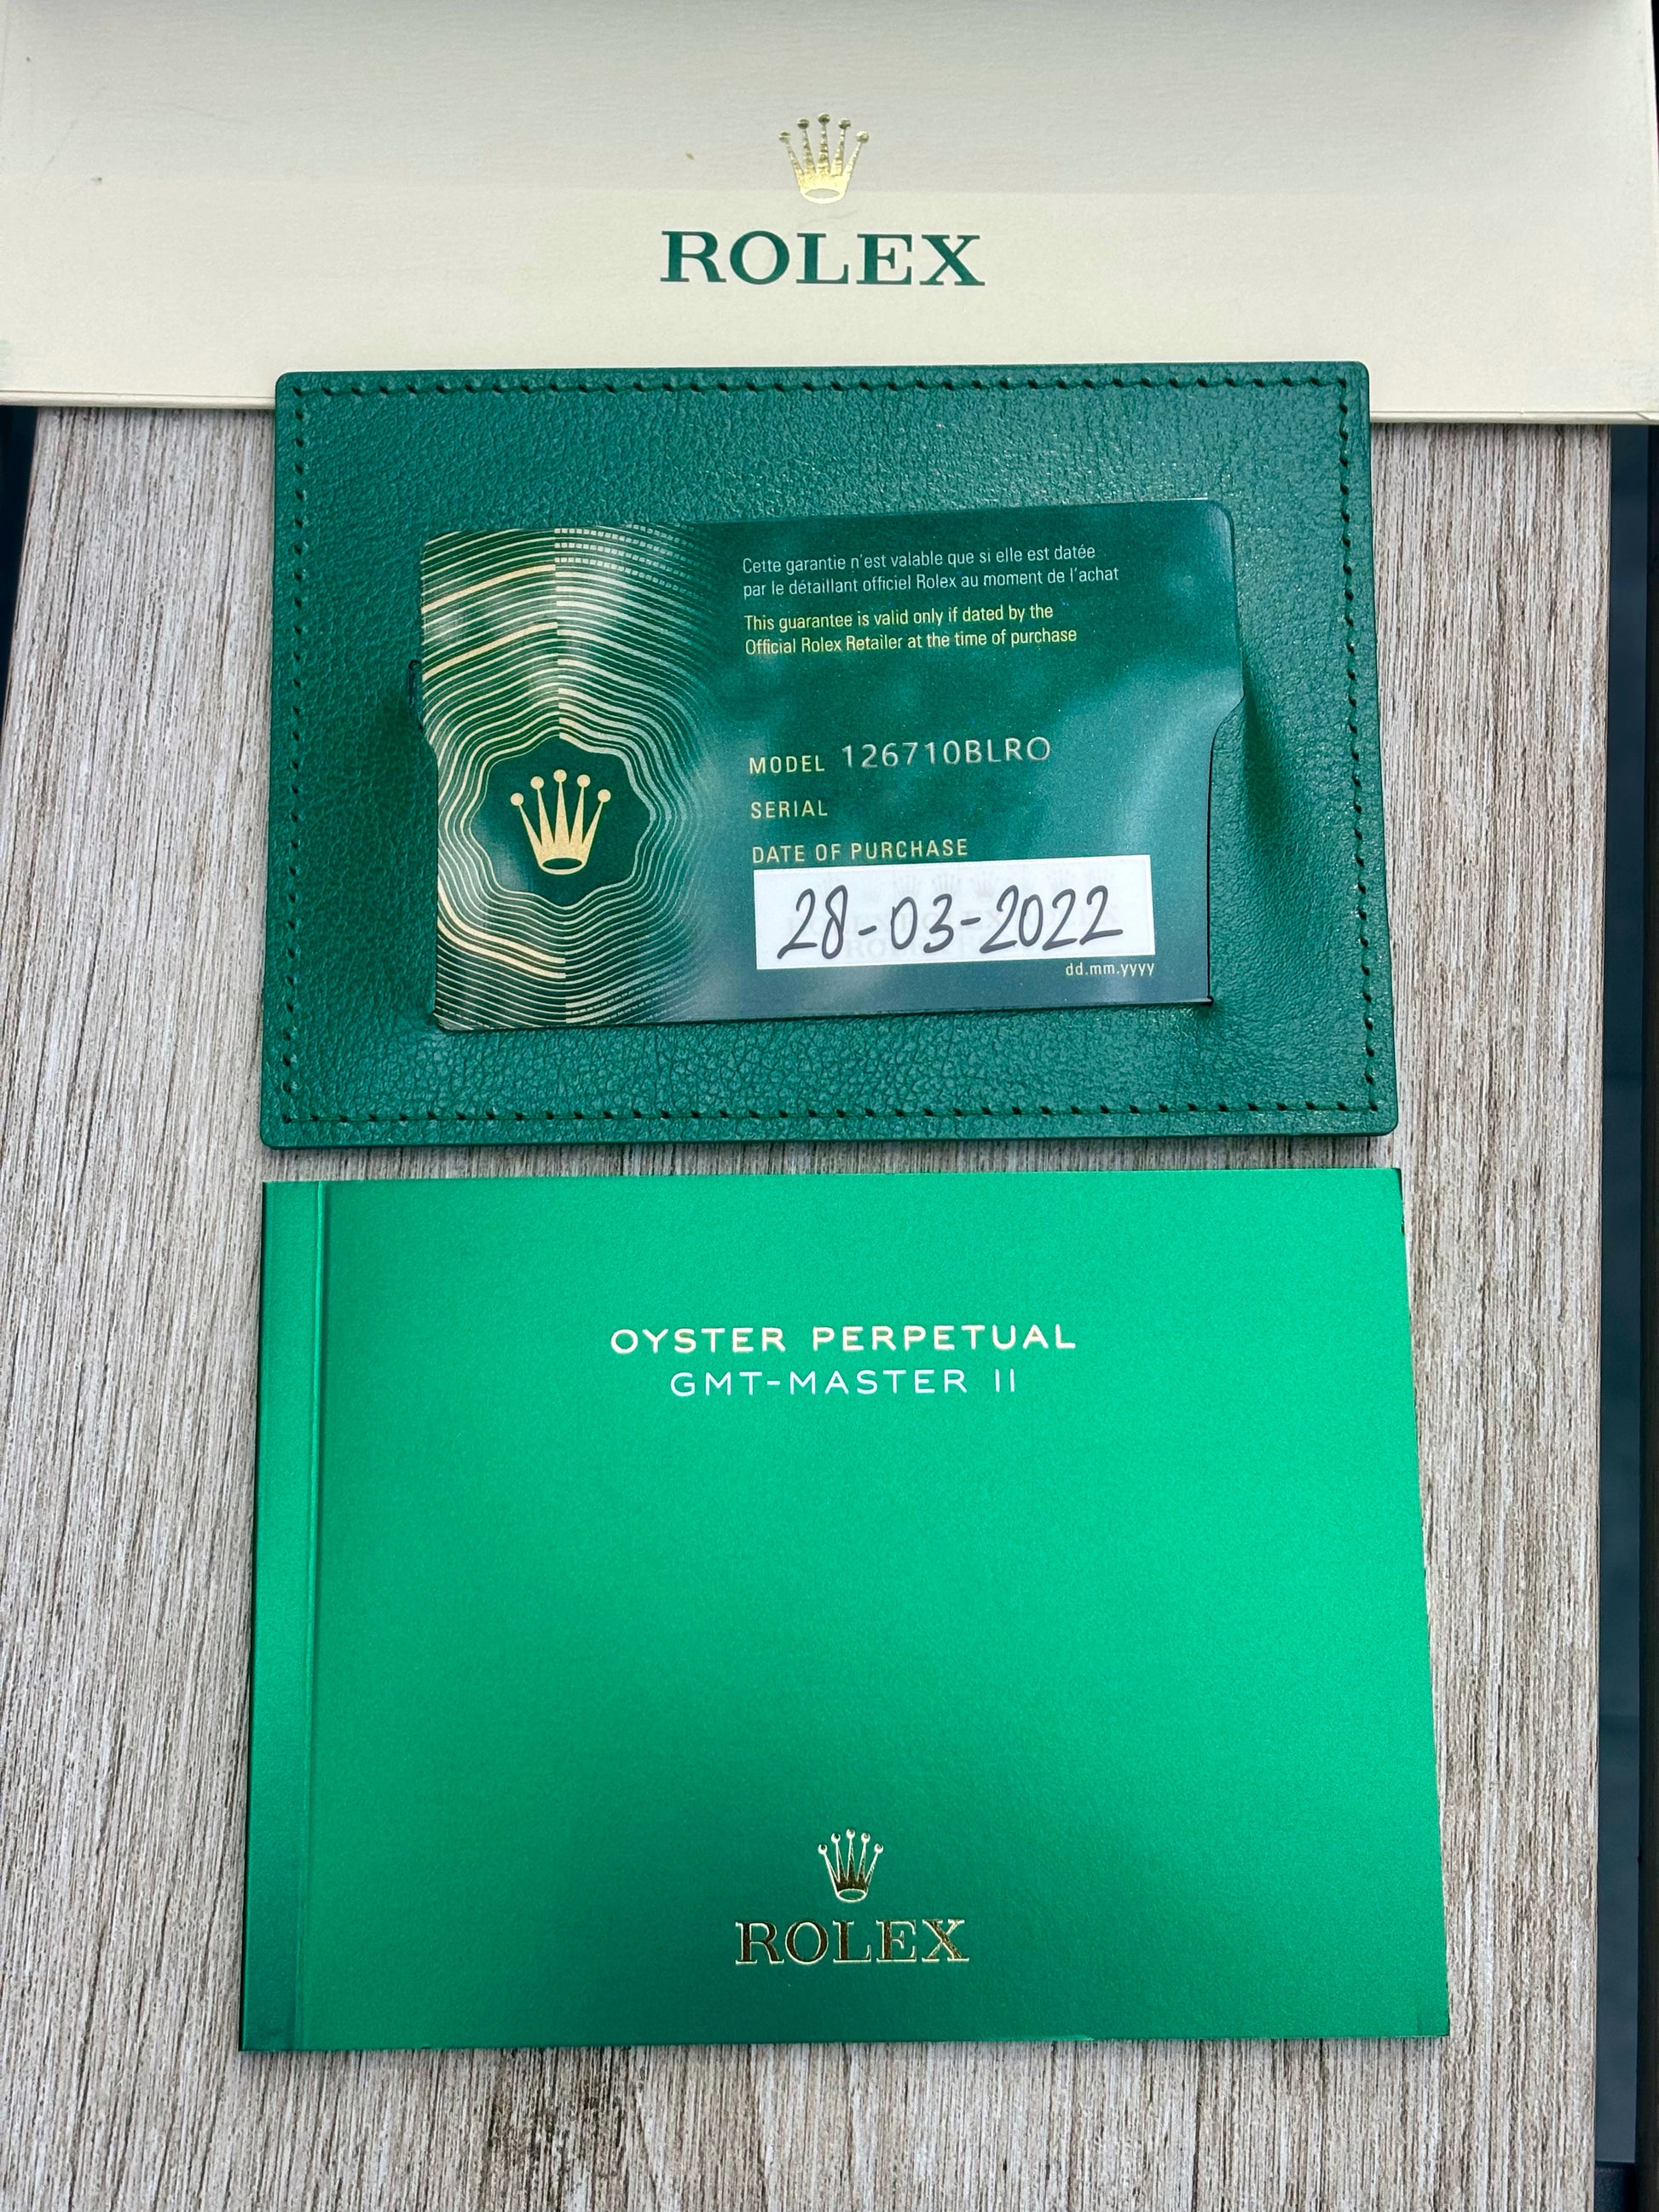 ROLEX
Cette garantie n'est valable que si elle est datée
par le détaillant officiel Rolex au moment de l'achat
This guarantee is valid only if dated by the
Official Rolex Retailer at the time of purchase
MODEL 126710BLRO
SERIAL
DATE OF PURCHASE
28-03-2022
dd.mm.yyyy
OYSTER PERPETUAL
GMT-MASTER II
ROLEX